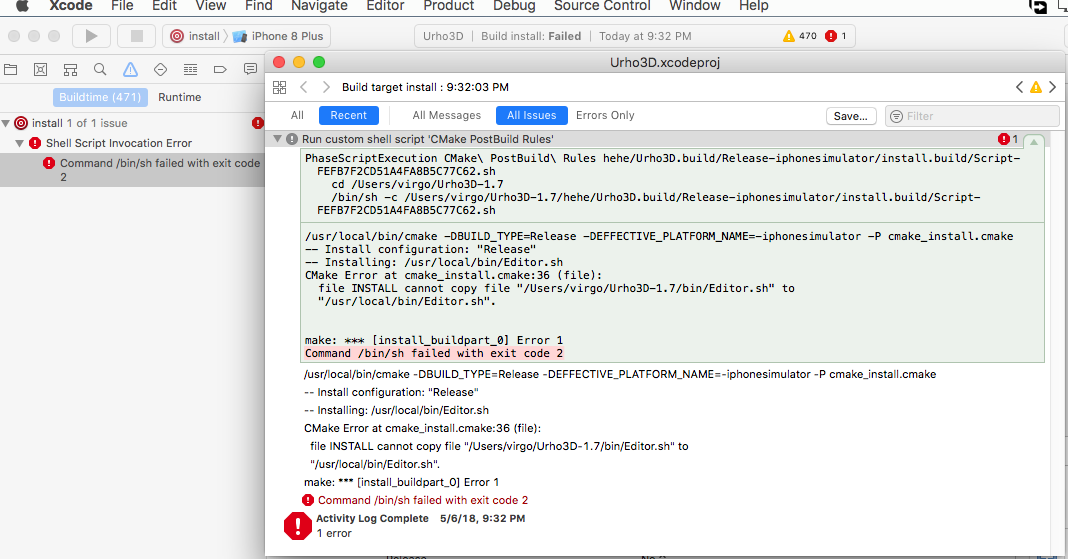 Xcode File Edit View Find Navigate Editor Product Debug Source Control Window Help
install iPhone 8 Plus Urho3D | Build install: Failed | Today at 9:32 PM 470 1
Urho3D.xcodeproj
Buildtime (471) Runtime
Build target install : 9:32:03 PM
All Recent All Messages All Issues Errors Only Save... Filter
install 1 of 1 issue
Shell Script Invocation Error
Command /bin/sh failed with exit code
2
Run custom shell script 'CMake PostBuild Rules' 1
PhaseScriptExecution CMake\ PostBuild\ Rules hehe/Urho3D.build/Release-iphonesimulator/install.build/Script-
FEFB7F2CD51A4FA8B5C77C62.sh
cd /Users/virgo/Urho3D-1.7
/bin/sh -c /Users/virgo/Urho3D-1.7/hehe/Urho3D.build/Release-iphonesimulator/install.build/Script-
FEFB7F2CD51A4FA8B5C77C62.sh
/usr/local/bin/cmake -DBUILD_TYPE=Release -DEFFECTIVE_PLATFORM_NAME=-iphonesimulator -P cmake_install.cmake
-- Install configuration: "Release"
-- Installing: /usr/local/bin/Editor.sh
CMake Error at cmake_install.cmake:36 (file):
file INSTALL cannot copy file "/Users/virgo/Urho3D-1.7/bin/Editor.sh" to
"/usr/local/bin/Editor.sh".
make: *** [install_buildpart_0] Error 1
Command /bin/sh failed with exit code 2
/usr/local/bin/cmake -DBUILD_TYPE=Release -DEFFECTIVE_PLATFORM_NAME=-iphonesimulator -P cmake_install.cmake
-- Install configuration: "Release"
-- Installing: /usr/local/bin/Editor.sh
CMake Error at cmake_install.cmake:36 (file):
file INSTALL cannot copy file "/Users/virgo/Urho3D-1.7/bin/Editor.sh" to
"/usr/local/bin/Editor.sh".
make: *** [install_buildpart_0] Error 1
Command /bin/sh failed with exit code 2
Activity Log Complete 5/6/18, 9:32 PM
1 error